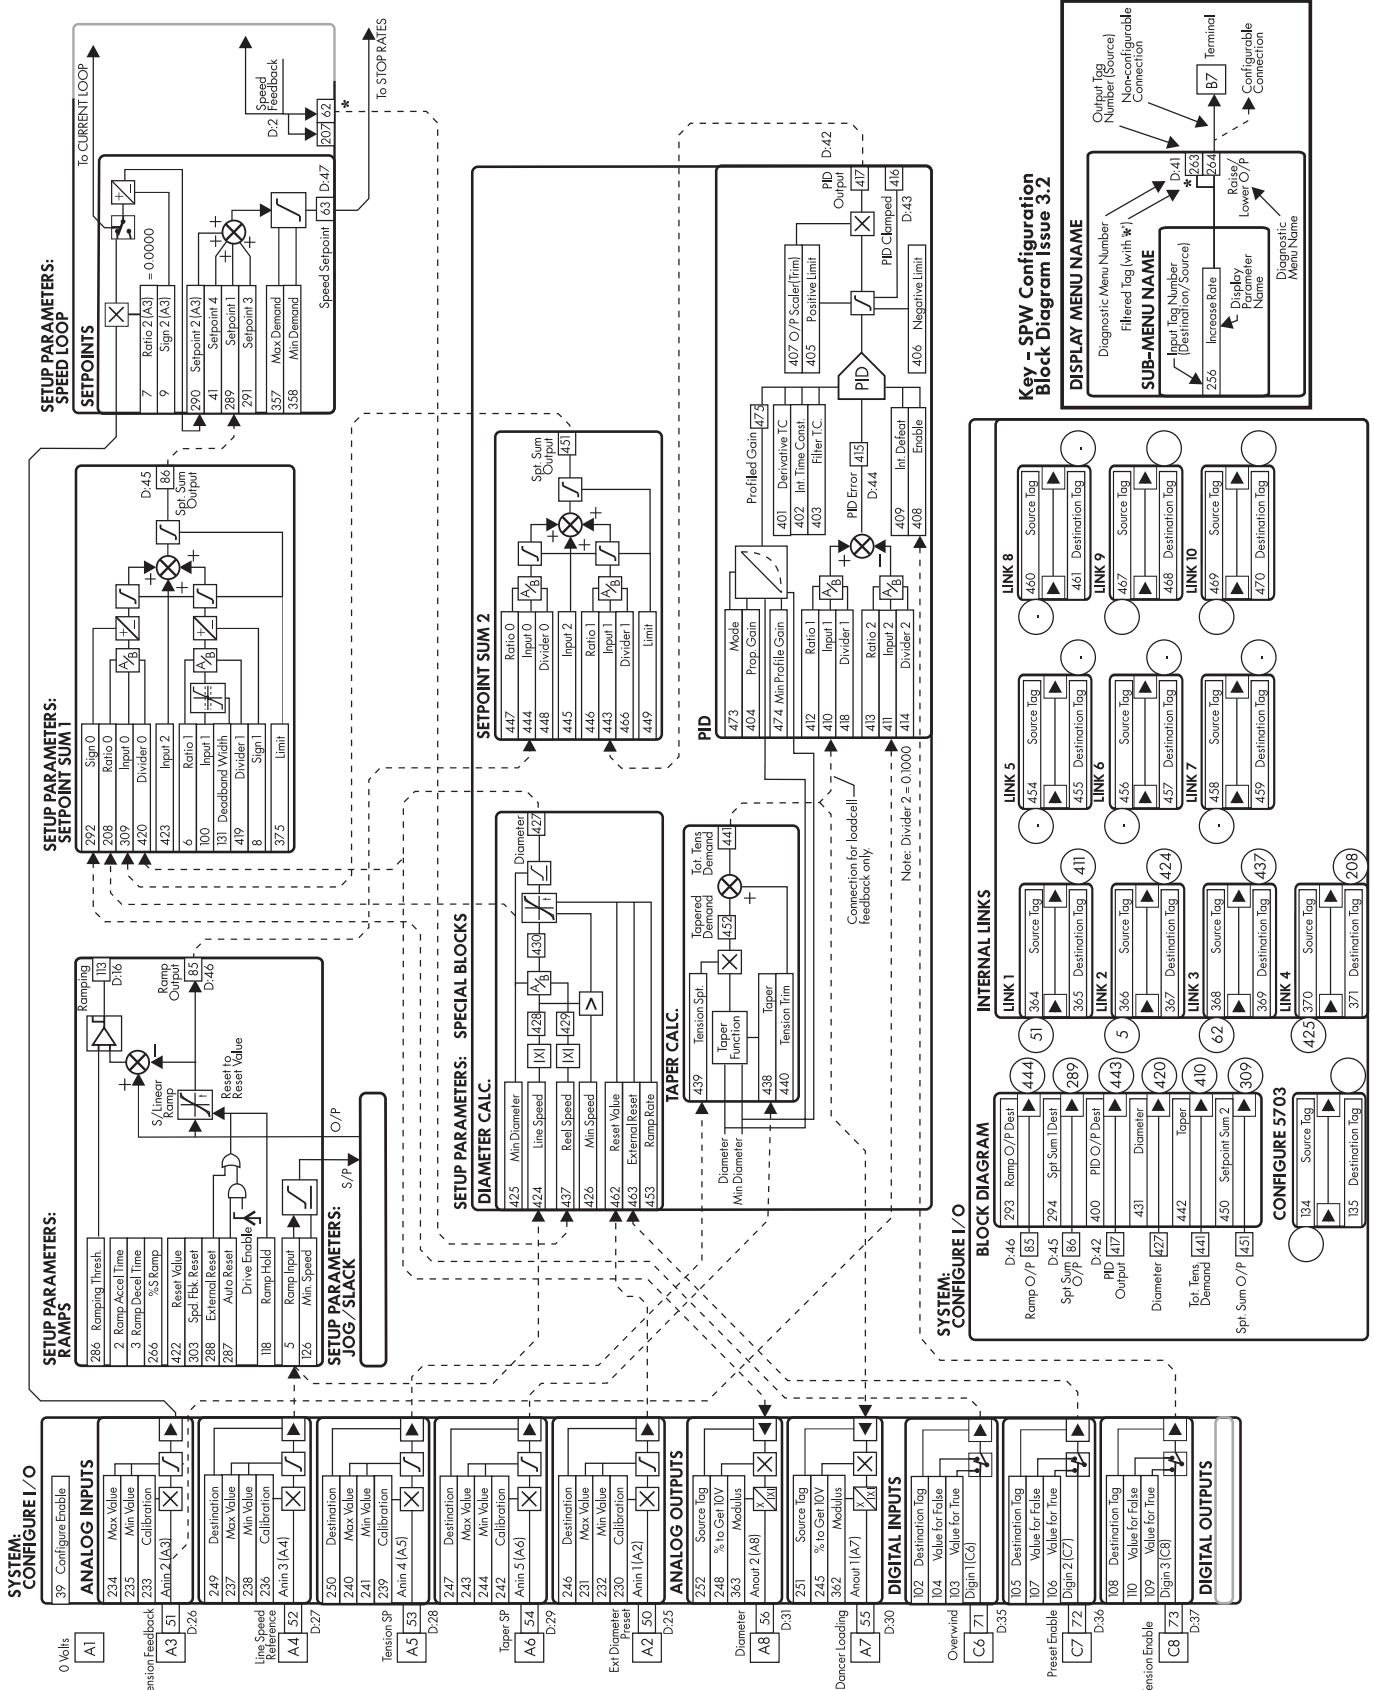 SYSTEM:
CONFIGURE I/O
39 Configure Enable
0 Volts
A1
ANALOG INPUTS
234 Max Value
235 Min Value
233 Calibration
Anin 2 (A3)
ension Feedback
A3
51
D:26
249 Destination
237 Max Value
238 Min Value
236 Calibration
Anin 3 (A4)
Line Speed
Reference
A4
52
D:27
250 Destination
240 Max Value
241 Min Value
239 Calibration
Anin 4 (A5)
Tension SP
A5
53
D:28
247 Destination
243 Max Value
244 Min Value
242 Calibration
Anin 5 (A6)
Taper SP
A6
54
D:29
246 Destination
231 Max Value
232 Min Value
230 Calibration
Anin 1 (A2)
Ext Diameter
Preset
A2
50
D:25
ANALOG OUTPUTS
252 Source Tag
248 % to Get 10V
363 Modulus
Anout 2 (A8)
X
|X|
Diameter
A8
56
D:31
251 Source Tag
245 % to Get 10V
362 Modulus
Anout 1 (A7)
X
|X|
Dancer Loading
A7
55
D:30
DIGITAL INPUTS
102 Destination Tag
104 Value for False
103 Value for True
Digin 1 (C6)
Overwind
C6
71
D:35
105 Destination Tag
107 Value for False
106 Value for True
Digin 2 (C7)
Preset Enable
C7
72
D:36
108 Destination Tag
110 Value for False
109 Value for True
Digin 3 (C8)
ension Enable
C8
73
D:37
DIGITAL OUTPUTS
SETUP PARAMETERS:
RAMPS
286 Ramping Thresh.
2 Ramp Accel Time
3 Ramp Decel Time
266 %S Ramp
422 Reset Value
303 Spd. Fbk. Reset
288 External Reset
287 Auto Reset
Drive Enable
118 Ramp Hold
5 Ramp Input
126 Min. Speed
S/Linear
Ramp
Reset to
Reset Value
+
−
Ramping
113
D:16
Ramp
Output
85
D:46
SETUP PARAMETERS:
JOG/SLACK
S/P
O/P
SETUP PARAMETERS:
SETPOINT SUM 1
292 Sign 0
208 Ratio 0
309 Input 0
420 Divider 0
423 Input 2
6 Ratio 1
100 Input 1
131 Deadband Width
419 Divider 1
8 Sign 1
375 Limit
A/B
A/B
+/−
+/−
+
+
+
D:45
86
Spt. Sum
Output
SETUP PARAMETERS:
SPEED LOOP
SETPOINTS
7 Ratio 2 (A3) = 0.0000
9 Sign 2 (A3)
290 Setpoint 2 (A3)
41 Setpoint 4
289 Setpoint 1
291 Setpoint 3
357 Max Demand
358 Min Demand
+/−
+
+
+
+
To CURRENT LOOP
63
D:47
Speed Setpoint
D:2
Speed
Feedback
207
62
*
To STOP RATES
SETUP PARAMETERS: SPECIAL BLOCKS
DIAMETER CALC.
425 Min Diameter
424 Line Speed
437 Reel Speed
426 Min Speed
462 Reset Value
463 External Reset
453 Ramp Rate
|X|
428
|X|
429
A/B
430
>
Diameter
427
TAPER CALC.
439 Tension Spt.
Taper
Function
438 Taper
440 Tension Trim
Diameter
Min Diameter
Tapered
Demand
452
+
Tot. Tens
Demand
441
Connection for loadcell
feedback only.
Note: Divider 2 = 0.1000
SETPOINT SUM 2
447 Ratio 0
444 Input 0
448 Divider 0
445 Input 2
446 Ratio 1
443 Input 1
466 Divider 1
449 Limit
A/B
A/B
+
+
+
Spt. Sum
Output
451
PID
473 Mode
404 Prop. Gain
474 Min Profile Gain
412 Ratio 1
410 Input 1
418 Divider 1
413 Ratio 2
411 Input 2
414 Divider 2
A/B
A/B
+
−
Profiled Gain
475
401 Derivative TC
402 Int. Time Const.
403 Filter T.C.
PID Error
415
D:44
409 Int. Defeat
408 Enable
PID
407 O/P Scaler(Trim)
405 Positive Limit
406 Negative Limit
PID
Output
417
D:42
PID Clamped
416
D:43
SYSTEM:
CONFIGURE I/O
BLOCK DIAGRAM
D:46
Ramp O/P
85
293 Ramp O/P Dest
444
D:45
Spt Sum
O/P
86
294 Spt Sum 1 Dest
289
D:42
PID
Output
417
400 PID O/P Dest
443
Diameter
427
431 Diameter
420
Tot. Tens,
Demand
441
442 Taper
410
Spt. Sum O/P
451
450 Setpoint Sum 2
309
CONFIGURE 5703
134 Source Tag
135 Destination Tag
INTERNAL LINKS
LINK 1
51
364 Source Tag
365 Destination Tag
411
LINK 2
5
366 Source Tag
367 Destination Tag
424
LINK 3
62
368 Source Tag
369 Destination Tag
437
LINK 4
425
370 Source Tag
371 Destination Tag
208
LINK 5
454 Source Tag
455 Destination Tag
LINK 6
456 Source Tag
457 Destination Tag
LINK 7
458 Source Tag
459 Destination Tag
LINK 8
460 Source Tag
461 Destination Tag
LINK 9
467 Source Tag
468 Destination Tag
LINK 10
469 Source Tag
470 Destination Tag
Key – SPW Configuration
Block Diagram Issue 3.2
DISPLAY MENU NAME
Diagnostic Menu Number
Filtered Tag (with "*")
SUB-MENU NAME
Input Tag Number
(Destination/Source)
256 Increase Rate
Display
Parameter
Name
D:41
*
263
264
Raise/
Lower O/P
Diagnostic
Menu Name
Output Tag
Number (Source)
Non-configurable
Connection
B7
Terminal
Configurable
Connection